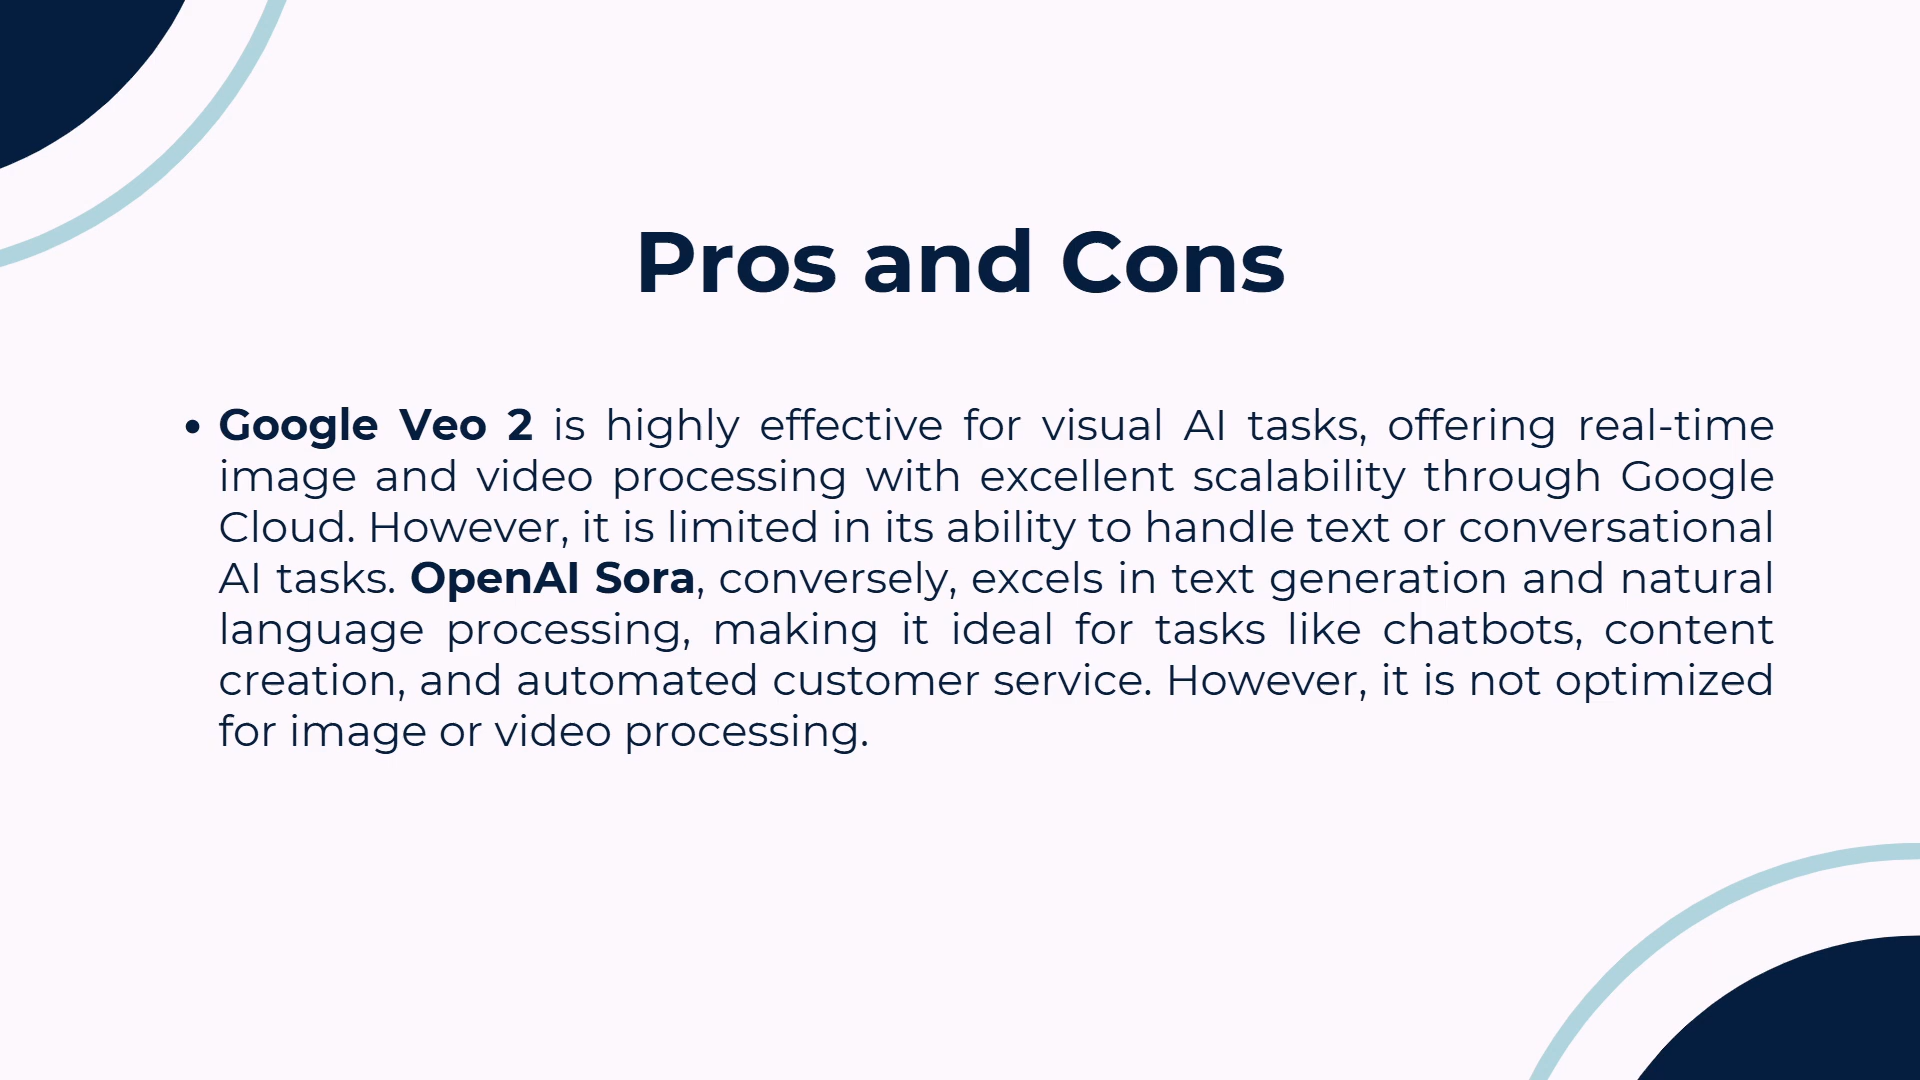 Pros and Cons
• Google Veo 2 is highly effective for visual AI tasks, offering real-time
image and video processing with excellent scalability through Google
Cloud. However, it is limited in its ability to handle text or conversational
AI tasks. OpenAI Sora, conversely, excels in text generation and natural
language processing, making it ideal for tasks like chatbots, content
creation, and automated customer service. However, it is not optimized
for image or video processing.